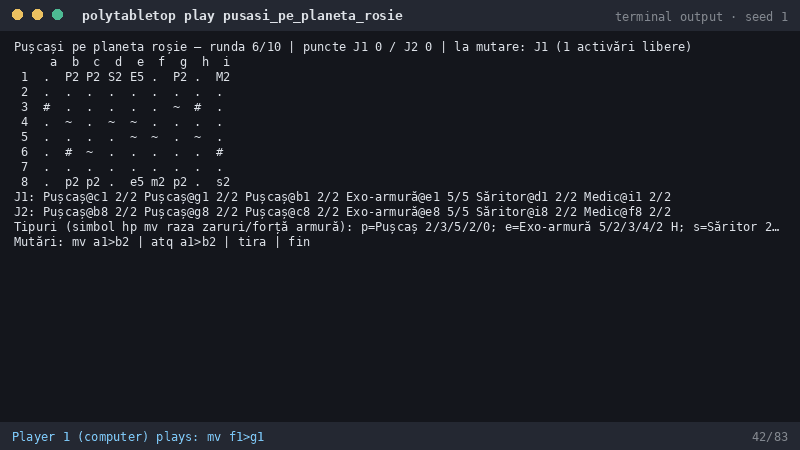 polytabletop play pusasi_pe_planeta_rosie
terminal output · seed 1
Pușcași pe planeta roșie — runda 6/10 | puncte J1 0 / J2 0 | la mutare: J1 (1 activări libere)
a b c d e f g h i
1 . P2 P2 S2 E5 . P2 . M2
2 . . . . . . . . .
3 # . . . . . ~ # .
4 . ~ . ~ ~ . . . .
5 . . . . ~ ~ . ~ .
6 . # ~ . . . . . #
7 . . . . . . . . .
8 . p2 p2 . e5 m2 p2 . s2
J1: Pușcaș@c1 2/2 Pușcaș@g1 2/2 Pușcaș@b1 2/2 Exo-armură@e1 5/5 Săritor@d1 2/2 Medic@i1 2/2
J2: Pușcaș@b8 2/2 Pușcaș@g8 2/2 Pușcaș@c8 2/2 Exo-armură@e8 5/5 Săritor@i8 2/2 Medic@f8 2/2
Tipuri (simbol hp mv raza zaruri/forță armură): p=Pușcaș 2/3/5/2/0; e=Exo-armură 5/2/3/4/2 H; s=Săritor 2…
Mutări: mv a1>b2 | atq a1>b2 | tira | fin
Player 1 (computer) plays: mv f1>g1
42/83